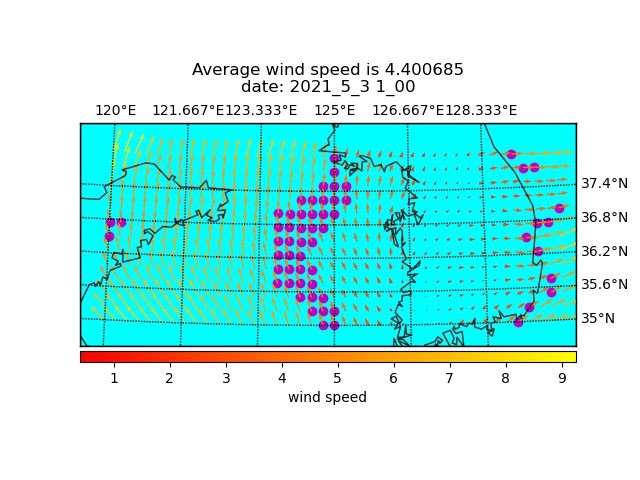 Average wind speed is 4.400685
date: 2021_5_3 1_00
120°E 121.667°E 123.333°E 125°E 126.667°E 128.333°E
37.4°N
36.8°N
36.2°N
35.6°N
35°N
1 2 3 4 5 6 7 8 9
wind speed